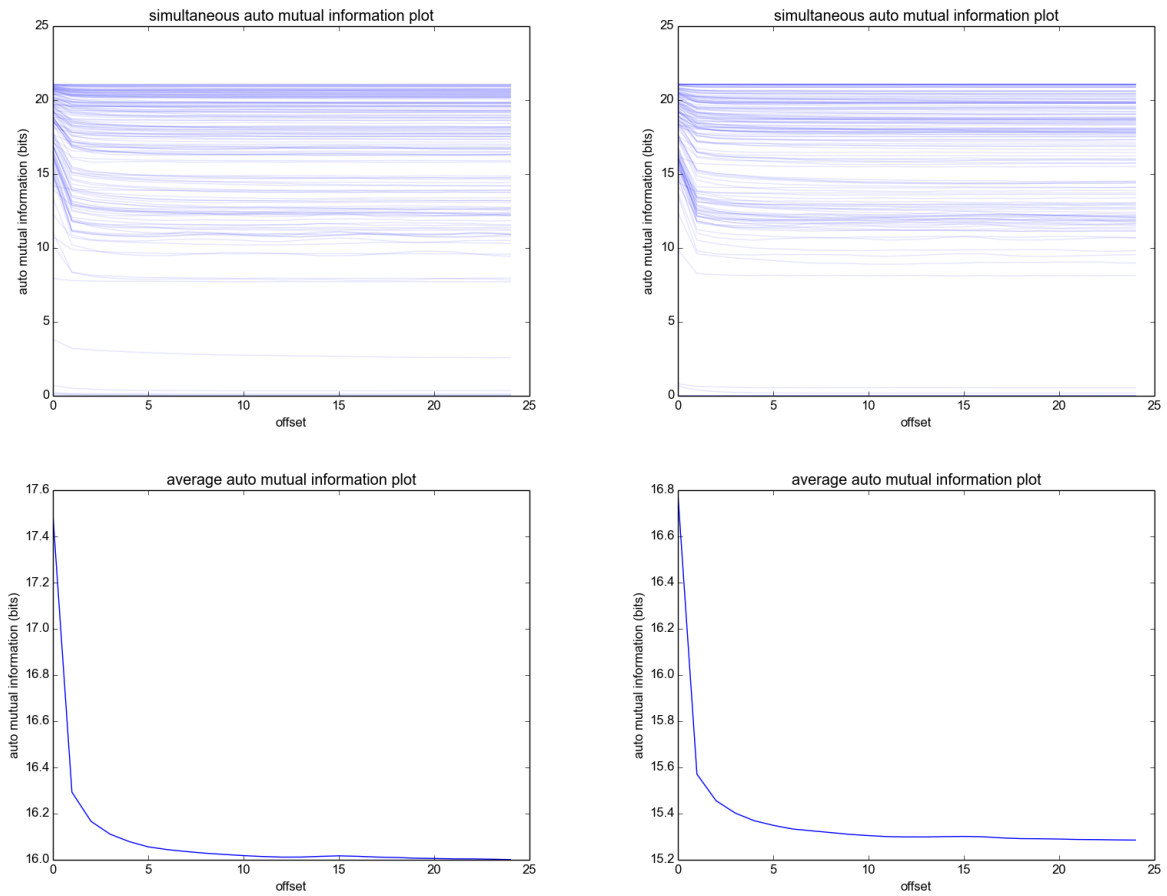 simultaneous auto mutual information plot
25
20
15
10
5
0
auto mutual information (bits)
0 5 10 15 20 25
offset
simultaneous auto mutual information plot
25
20
15
10
5
0
auto mutual information (bits)
0 5 10 15 20 25
offset
average auto mutual information plot
17.6
17.4
17.2
17.0
16.8
16.6
16.4
16.2
16.0
auto mutual information (bits)
0 5 10 15 20 25
offset
average auto mutual information plot
16.8
16.6
16.4
16.2
16.0
15.8
15.6
15.4
15.2
auto mutual information (bits)
0 5 10 15 20 25
offset